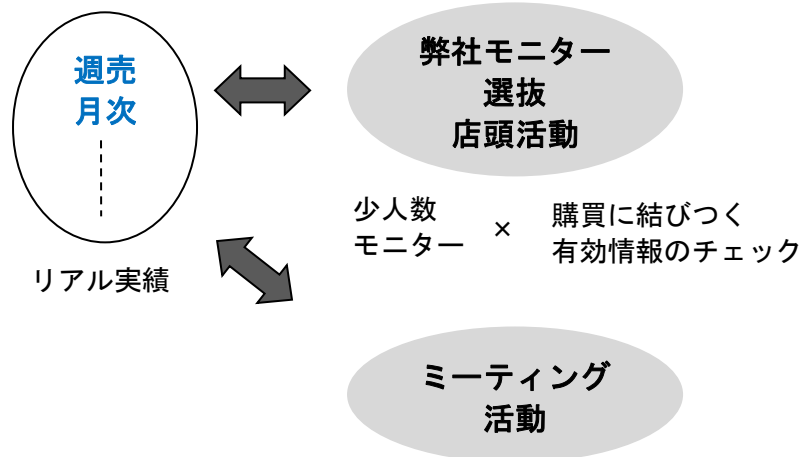 週売
月次
リアル実績
弊社モニター
選抜
店頭活動
少人数
モニター
×
購買に結びつく
有効情報のチェック
ミーティング
活動